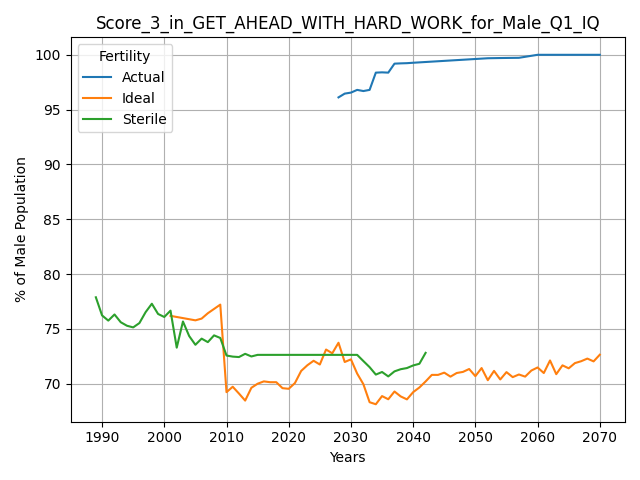 Score_3_in_GET_AHEAD_WITH_HARD_WORK_for_Male_Q1_IQ
Fertility
Actual
Ideal
Sterile
% of Male Population
100
95
90
85
80
75
70
1990 2000 2010 2020 2030 2040 2050 2060 2070
Years